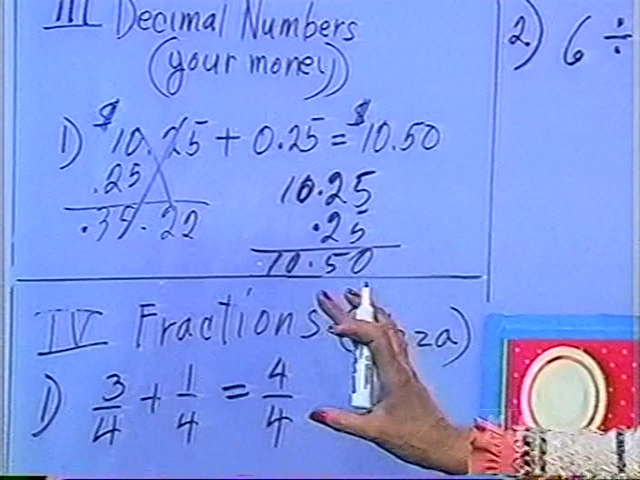 III Decimal Numbers
(your money)
1) $10.25 + 0.25 = $10.50
.25
.35.22
10.25
.25
10.50
IV Fractions
za)
1) 3/4 + 1/4 = 4/4
2) 6 ÷